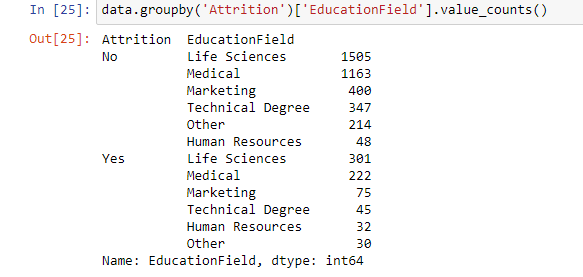 In [25]: data.groupby('Attrition')['EducationField'].value_counts()
Out[25]: Attrition  EducationField
No         Life Sciences       1505
           Medical             1163
           Marketing            400
           Technical Degree     347
           Other                214
           Human Resources       48
Yes        Life Sciences        301
           Medical              222
           Marketing             75
           Technical Degree      45
           Human Resources       32
           Other                 30
Name: EducationField, dtype: int64